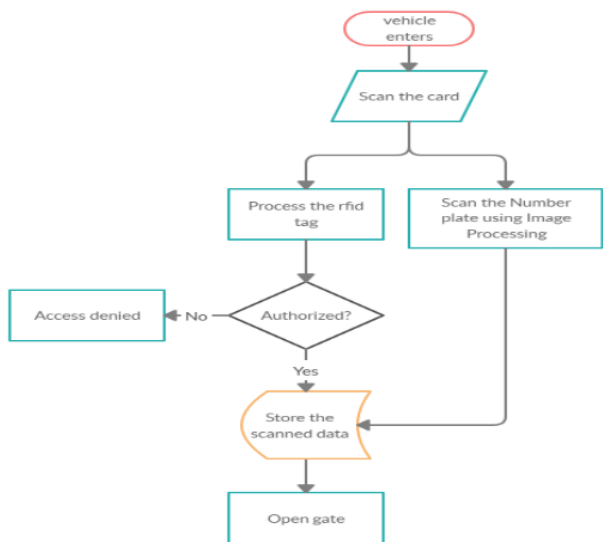 vehicle
enters
Scan the card
Process the rfid
tag
Scan the Number
plate using Image
Processing
Access denied
No
Authorized?
Yes
Store the
scanned data
Open gate